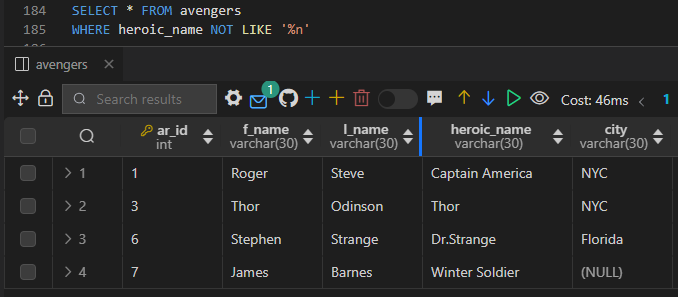 184 SELECT * FROM avengers
185 WHERE heroic_name NOT LIKE '%n'
avengers
Search results 1 Cost: 46ms 1
ar_id f_name l_name heroic_name city
int varchar(30) varchar(30) varchar(30) varchar(30)
1 1 Roger Steve Captain America NYC
2 3 Thor Odinson Thor NYC
3 6 Stephen Strange Dr.Strange Florida
4 7 James Barnes Winter Soldier (NULL)